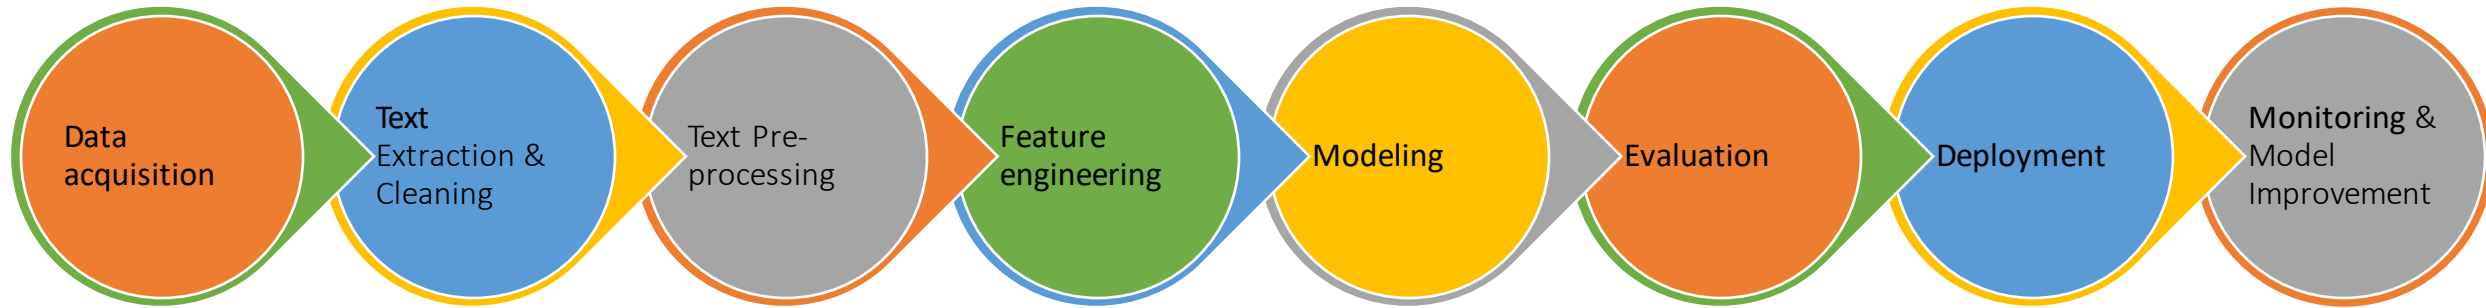 Data
acquisition
Text
Extraction &
Cleaning
Text Pre-
processing
Feature
engineering
Modeling
Evaluation
Deployment
Monitoring &
Model
Improvement